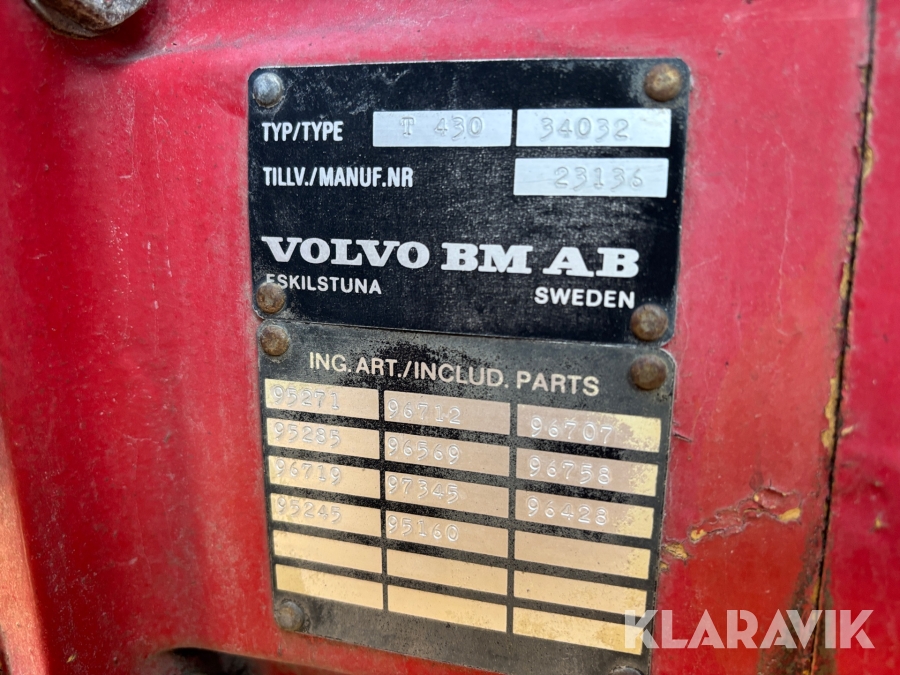 TYP/TYPE T 430 34032
TILLV./MANUF.NR 23136
VOLVO BM AB
ESKILSTUNA SWEDEN
ING. ART./INCLUD. PARTS
95271 96712 96707
95235 96569 96758
96719 97345 96428
95245 95160
KLARAVIK